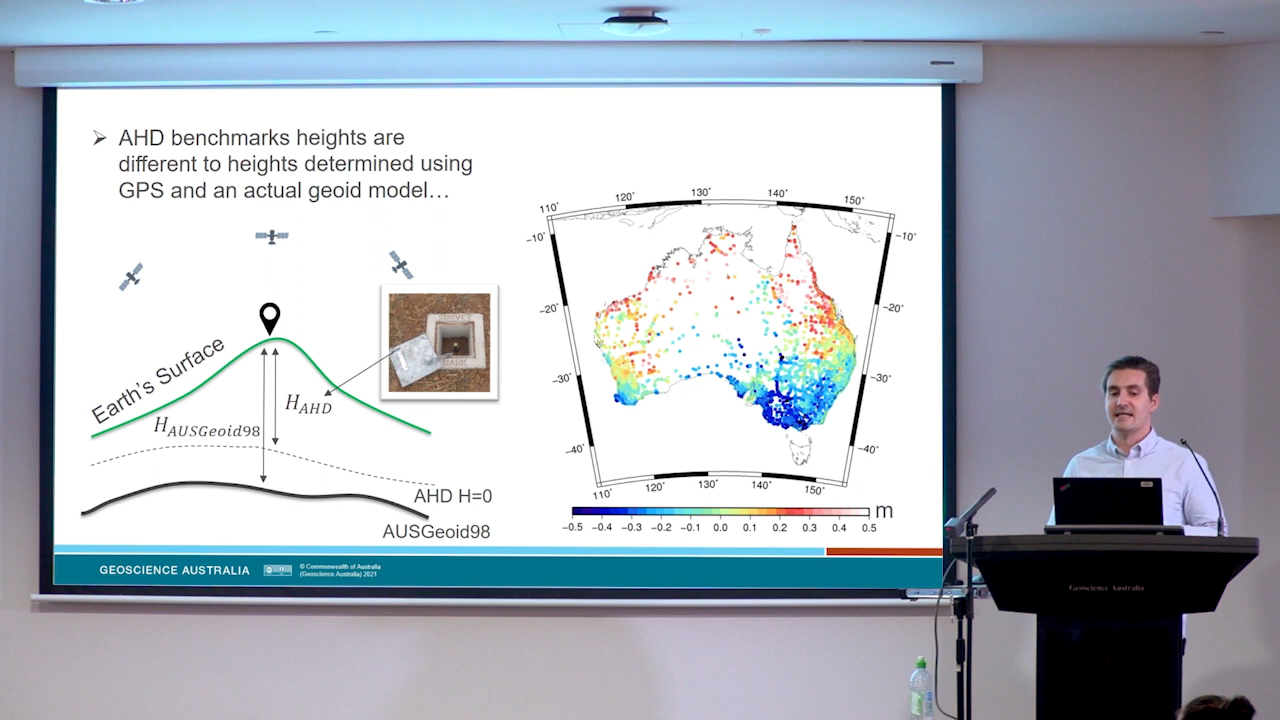 ➢ AHD benchmarks heights are
different to heights determined using
GPS and an actual geoid model…
Earth's Surface
SURVEY
MARK
H_AHD
H_AUSGeoid98
AHD H=0
AUSGeoid98
110˚ 120˚ 130˚ 140˚ 150˚
−10˚ −10˚
−20˚ −20˚
−30˚ −30˚
−40˚ −40˚
110˚ 120˚ 130˚ 140˚ 150˚
m
−0.5 −0.4 −0.3 −0.2 −0.1 0.0 0.1 0.2 0.3 0.4 0.5
GEOSCIENCE AUSTRALIA
© Commonwealth of Australia
(Geoscience Australia) 2021
Geoscience Australia